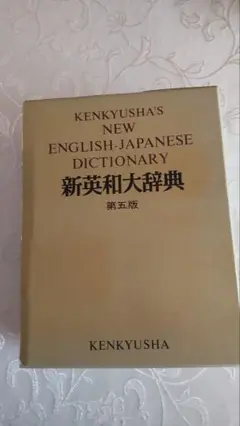 KENKYUSHA'S
NEW
ENGLISH-JAPANESE
DICTIONARY
新英和大辞典
第五版
KENKYUSHA